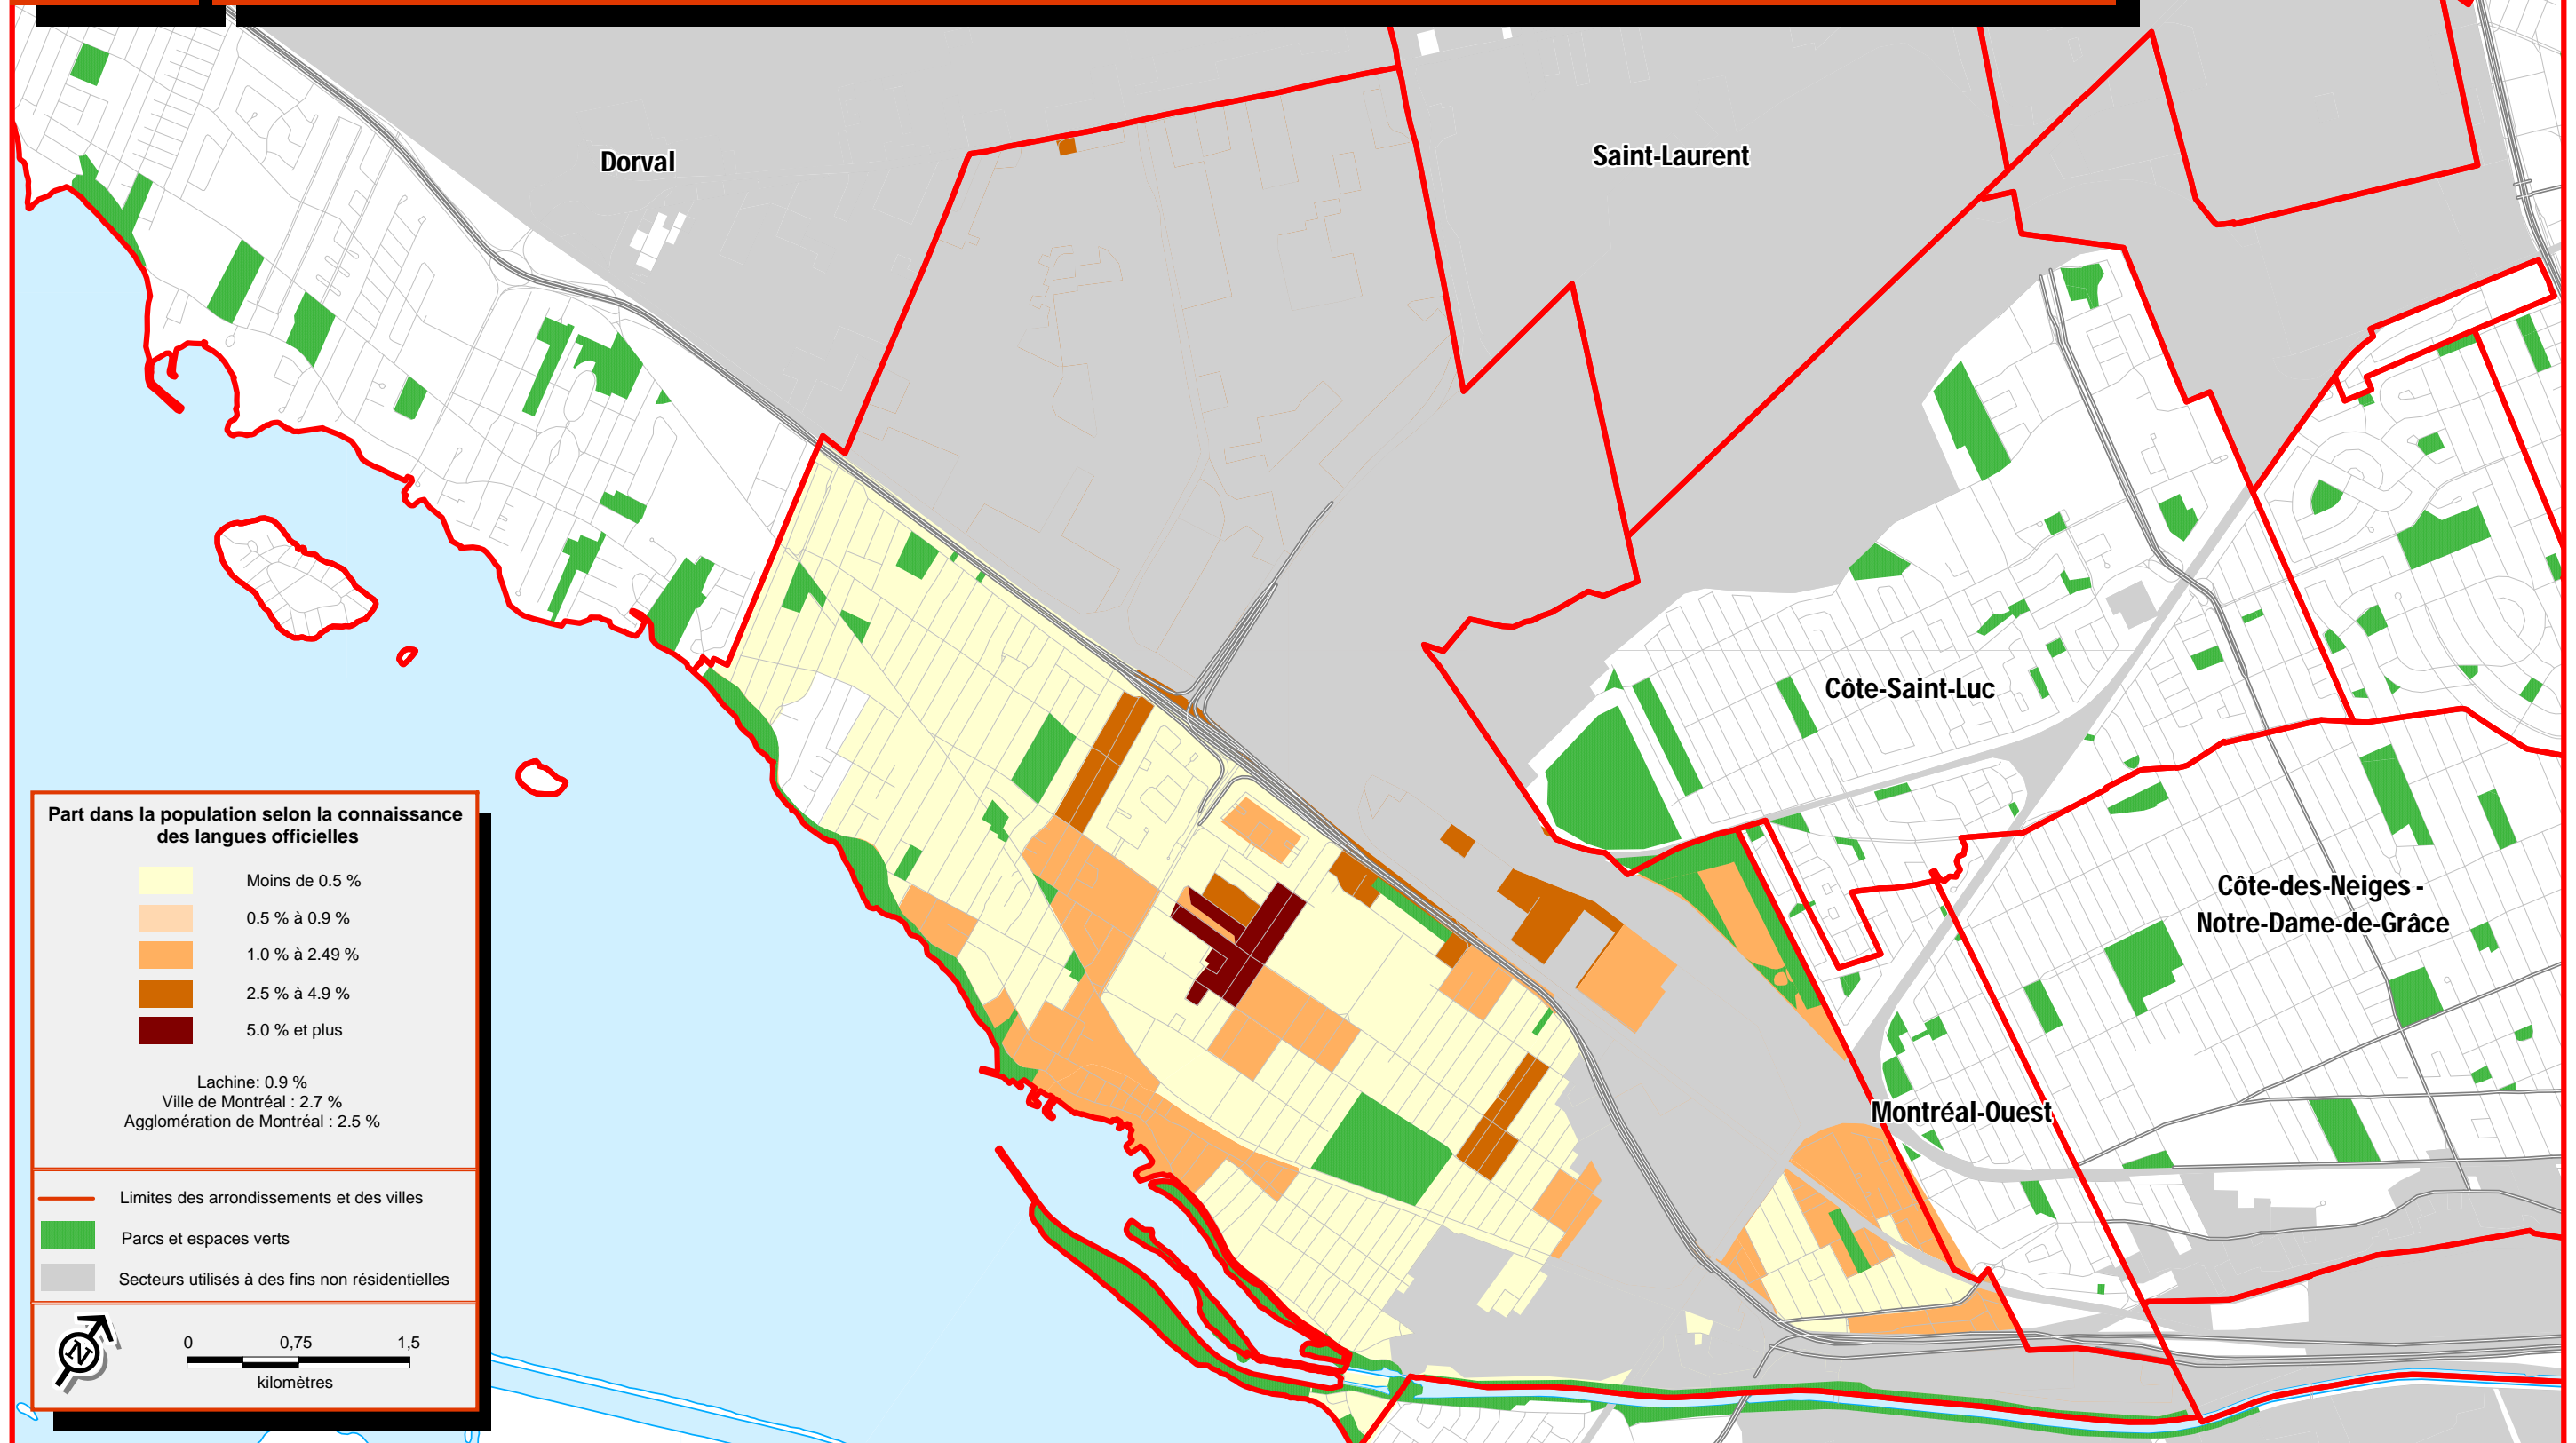 Dorval
Saint-Laurent
Côte-Saint-Luc
Côte-des-Neiges -
Notre-Dame-de-Grâce
Montréal-Ouest
Part dans la population selon la connaissance
des langues officielles
Moins de 0.5 %
0.5 % à 0.9 %
1.0 % à 2.49 %
2.5 % à 4.9 %
5.0 % et plus
Lachine: 0.9 %
Ville de Montréal : 2.7 %
Agglomération de Montréal : 2.5 %
Limites des arrondissements et des villes
Parcs et espaces verts
Secteurs utilisés à des fins non résidentielles
N
0 0,75 1,5
kilomètres